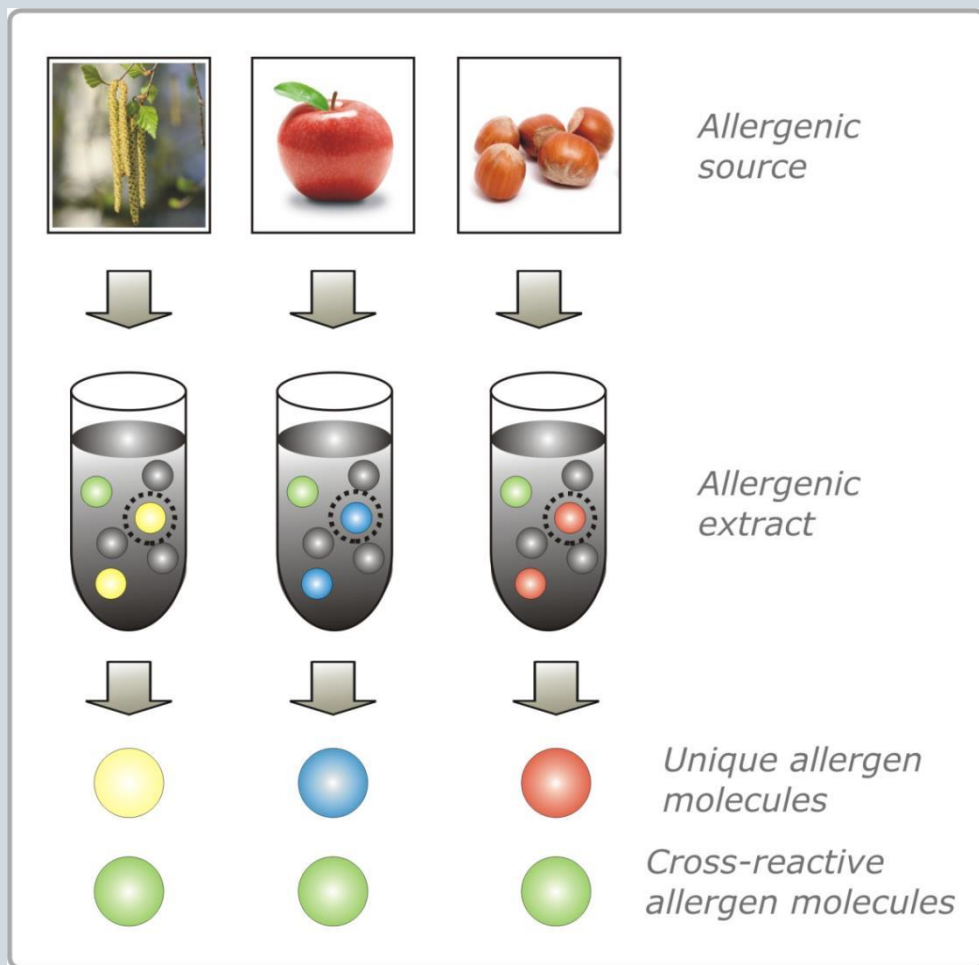 Allergenic
source
Allergenic
extract
Unique allergen
molecules
Cross-reactive
allergen molecules